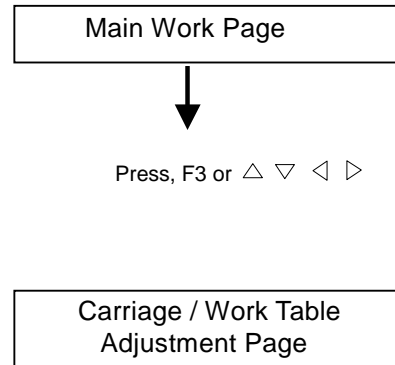 Main Work Page
Press, F3 or △ ▽ ◁ ▷
Carriage / Work Table
Adjustment Page